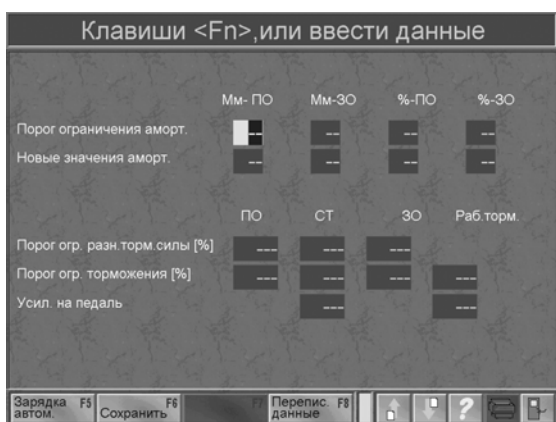 Клавиши <Fn>,или ввести данные
Мм- ПО Мм-ЗО %-ПО %-ЗО
Порог ограничения аморт. -- -- -- --
Новые значения аморт. -- -- -- --
ПО СТ ЗО Раб.торм.
Порог огр. разн.торм.силы [%] --- --- ---
Порог огр. торможения [%] --- --- --- ---
Усил. на педаль --- ---
Зарядка автом. F5 Сохранить F6 F7 Перепис. данные F8 ?